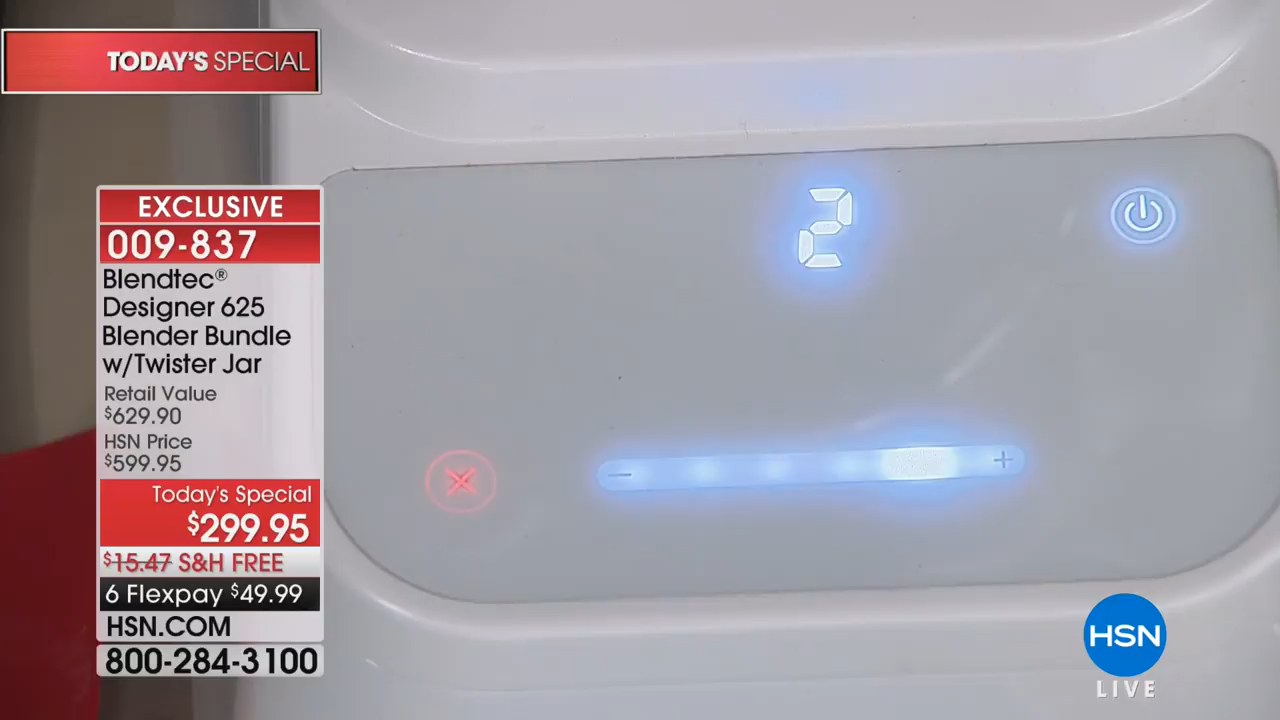 TODAY'S SPECIAL
EXCLUSIVE
009-837
Blendtec®
Designer 625
Blender Bundle
w/Twister Jar
Retail Value
$629.90
HSN Price
$599.95
Today's Special
$299.95
$15.47 S&H FREE
6 Flexpay $49.99
HSN.COM
800-284-3100
2
− +
HSN
LIVE